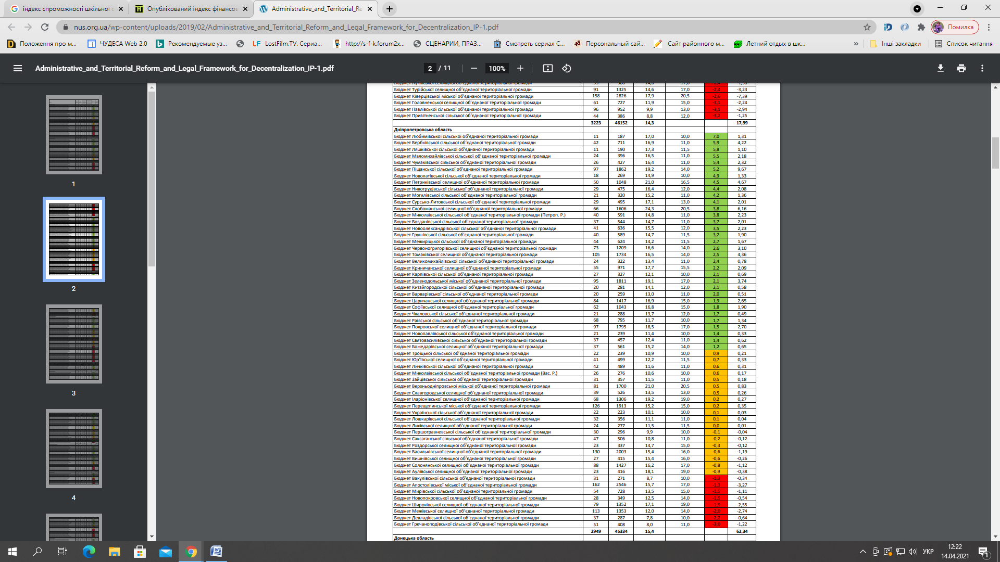 індекс спроможності шкільної о
Опублікований індекс фінансов
Administrative_and_Territorial_Re
nus.org.ua/wp-content/uploads/2019/02/Administrative_and_Territorial_Reform_and_Legal_Framework_for_Decentralization_IP-1.pdf
Помилка
Положення про м... ЧУДЕСА Web 2.0 Рекомендуемые уз... LostFilm.TV. Сериа... http://s-f-k.forum2x... СЦЕНАРИИ, ПРАЗ... Смотреть сериал С... Персональный сай... Сайт районного м... Летний отдых в шк... » Інші закладки Список читання
Administrative_and_Territorial_Reform_and_Legal_Framework_for_Decentralization_IP-1.pdf 2 / 11 — 100% +
1
2
3
4
Бюджет Луківської селищної об'єднаної територіальної громади 39 568 14,6 17,0 -2,4 -1,38
Бюджет Турійської селищної об'єднаної територіальної громади 91 1325 14,6 17,0 -2,4 -3,23
Бюджет Ківерцівської міської об'єднаної територіальної громади 158 2826 17,9 20,5 -2,6 -7,39
Бюджет Головненської селищної об'єднаної територіальної громади 61 727 11,9 15,0 -3,1 -2,24
Бюджет Павлівської сільської об'єднаної територіальної громади 96 952 9,9 13,0 -3,1 -2,94
Бюджет Привітненської сільської об'єднаної територіальної громади 44 386 8,8 12,0 -3,2 -1,25
3223 46152 14,3 17,99
Дніпропетровська область
Бюджет Любимівської сільської об'єднаної територіальної громади 11 187 17,0 10,0 7,0 1,31
Бюджет Вербківської сільської об'єднаної територіальної громади 42 711 16,9 11,0 5,9 4,22
Бюджет Ляшківської сільської об'єднаної територіальної громади 11 190 17,3 11,5 5,8 1,10
Бюджет Маломихайлівської сільської об'єднаної територіальної громади 24 396 16,5 11,0 5,5 2,18
Бюджет Чумаківської сільської об'єднаної територіальної громади 26 427 16,4 11,0 5,4 2,32
Бюджет Піщанської сільської об'єднаної територіальної громади 97 1862 19,2 14,0 5,2 9,67
Бюджет Новолатівської сільської об'єднаної територіальної громади 18 269 14,9 10,0 4,9 1,33
Бюджет Петриківської селищної об'єднаної територіальної громади 50 1048 21,0 16,5 4,5 4,67
Бюджет Нивотрудівської сільської об'єднаної територіальної громади 29 475 16,4 12,0 4,4 2,08
Бюджет Могилівської сільської об'єднаної територіальної громади 21 320 15,2 11,0 4,2 1,36
Бюджет Сурсько-Литовської сільської об'єднаної територіальної громади 29 495 17,1 13,0 4,1 2,01
Бюджет Слобожанської селищної об'єднаної територіальної громади 66 1606 24,3 20,5 3,8 6,16
Бюджет Миколаївської сільської об'єднаної територіальної громади (Петроп. Р.) 40 591 14,8 11,0 3,8 2,23
Бюджет Богданівської сільської об'єднаної територіальної громади 37 544 14,7 11,0 3,7 2,01
Бюджет Новоолександрівської сільської об'єднаної територіальної громади 41 636 15,5 12,0 3,5 2,23
Бюджет Грушівської сільської об'єднаної територіальної громади 40 589 14,7 11,5 3,2 1,90
Бюджет Межиріцької сільської об'єднаної територіальної громади 44 624 14,2 11,5 2,7 1,67
Бюджет Червоногригорівської селищної об'єднаної територіальної громади 73 1209 16,6 14,0 2,6 3,10
Бюджет Томаківської селищної об'єднаної територіальної громади 105 1734 16,5 14,0 2,5 4,36
Бюджет Великомихайлівської сільської об'єднаної територіальної громади 24 322 13,4 11,0 2,4 0,78
Бюджет Криничанської селищної об'єднаної територіальної громади 55 971 17,7 15,5 2,2 2,09
Бюджет Карпівської сільської об'єднаної територіальної громади 27 327 12,1 10,0 2,1 0,69
Бюджет Зеленодольської міської об'єднаної територіальної громади 95 1811 19,1 17,0 2,1 3,74
Бюджет Китайгородської сільської об'єднаної територіальної громади 20 281 14,1 12,0 2,1 0,58
Бюджет Варварівської сільської об'єднаної територіальної громади 20 259 13,0 11,0 2,0 0,51
Бюджет Царичанської селищної об'єднаної територіальної громади 84 1417 16,9 15,0 1,9 2,65
Бюджет Софіївської селищної об'єднаної територіальної громади 62 1043 16,8 15,0 1,8 1,90
Бюджет Чкаловської сільської об'єднаної територіальної громади 21 288 13,7 12,0 1,7 0,49
Бюджет Раївської сільської об'єднаної територіальної громади 68 795 11,7 10,0 1,7 1,34
Бюджет Покровської селищної об'єднаної територіальної громади 97 1795 18,5 17,0 1,5 2,70
Бюджет Новопавлівської сільської об'єднаної територіальної громади 21 239 11,4 10,0 1,4 0,33
Бюджет Святовасилівської сільської об'єднаної територіальної громади 37 457 12,4 11,0 1,4 0,62
Бюджет Божедарівської селищної об'єднаної територіальної громади 37 561 15,2 14,0 1,2 0,65
Бюджет Троїцької сільської об'єднаної територіальної громади 22 239 10,9 10,0 0,9 0,21
Бюджет Юр'ївської селищної об'єднаної територіальної громади 41 499 12,2 11,5 0,7 0,33
Бюджет Личківської сільської об'єднаної територіальної громади 42 489 11,6 11,0 0,6 0,31
Бюджет Миколаївської сільської об'єднаної територіальної громади (Вас. Р.) 26 276 10,6 10,0 0,6 0,17
Бюджет Зайцівської сільської об'єднаної територіальної громади 31 357 11,5 11,0 0,5 0,18
Бюджет Верхньодніпровської міської об'єднаної територіальної громади 81 1700 21,0 20,5 0,5 0,83
Бюджет Славгородської селищної об'єднаної територіальної громади 39 526 13,5 13,0 0,5 0,26
Бюджет Іларіонівської селищної об'єднаної територіальної громади 68 1306 19,2 19,0 0,2 0,27
Бюджет Перещепинської міської об'єднаної територіальної громади 126 1913 15,2 15,0 0,2 0,35
Бюджет Української сільської об'єднаної територіальної громади 22 223 10,1 10,0 0,1 0,03
Бюджет Лошкарівської сільської об'єднаної територіальної громади 32 356 11,1 11,0 0,1 0,04
Бюджет Лихівської селищної об'єднаної територіальної громади 24 277 11,5 11,5 0,0 0,01
Бюджет Першотравневської сільської об'єднаної територіальної громади 30 296 9,9 10,0 -0,1 -0,04
Бюджет Саксаганської сільської об'єднаної територіальної громади 47 506 10,8 11,0 -0,2 -0,12
Бюджет Роздорської селищної об'єднаної територіальної громади 23 337 14,7 15,0 -0,3 -0,12
Бюджет Васильківської селищної об'єднаної територіальної громади 130 2003 15,4 16,0 -0,6 -1,19
Бюджет Вишнівської селищної об'єднаної територіальної громади 27 415 15,4 16,0 -0,6 -0,26
Бюджет Солонянської селищної об'єднаної територіальної громади 88 1427 16,2 17,0 -0,8 -1,12
Бюджет Аулівської селищної об'єднаної територіальної громади 23 416 18,1 19,0 -0,9 -0,38
Бюджет Вакулівської сільської об'єднаної територіальної громади 31 271 8,7 10,0 -1,3 -0,34
Бюджет Апостолівської міської об'єднаної територіальної громади 162 2546 15,7 17,0 -1,3 -3,27
Бюджет Мирівської сільської об'єднаної територіальної громади 54 728 13,5 15,0 -1,5 -1,11
Бюджет Новопокровської селищної об'єднаної територіальної громади 28 349 12,5 14,0 -1,5 -0,54
Бюджет Широківської селищної об'єднаної територіальної громади 79 1352 17,1 19,0 -1,9 -2,55
Бюджет Межівської селищної об'єднаної територіальної громади 113 1353 12,0 14,0 -2,0 -2,74
Бюджет Девладівської сільської об'єднаної територіальної громади 37 287 7,8 10,0 -2,2 -0,64
Бюджет Гречаноподівської сільської об'єднаної територіальної громади 51 408 8,0 11,0 -3,0 -1,22
2949 45334 15,4 62,34
Донецька область
УКР
12:22
14.04.2021
1